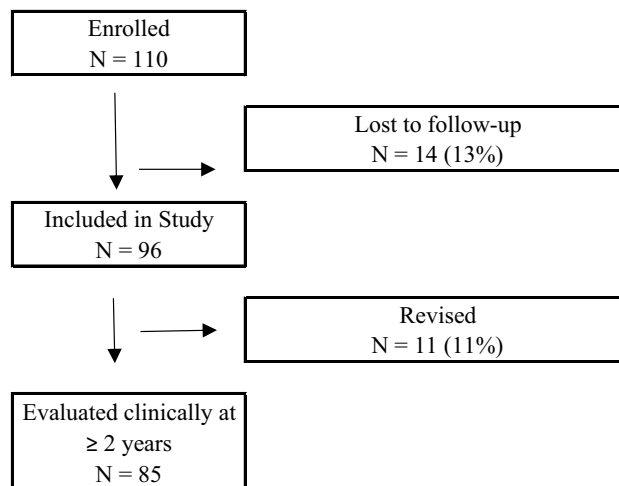 Enrolled
N = 110
Lost to follow-up
N = 14 (13%)
Included in Study
N = 96
Revised
N = 11 (11%)
Evaluated clinically at
≥ 2 years
N = 85